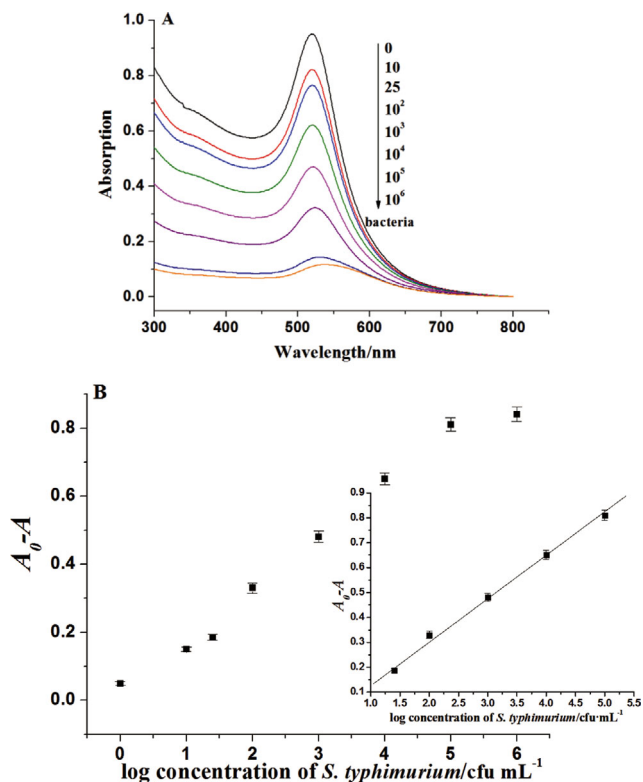 A
1.0
0.8
0.6
0.4
0.2
0.0
Absorption
0
10
25
10²
10³
10⁴
10⁵
10⁶
bacteria
300 400 500 600 700 800
Wavelength/nm
B
0.8
0.6
0.4
0.2
0.0
A₀-A
0 1 2 3 4 5 6
log concentration of S. typhimurium/cfu mL⁻¹
0.9
0.8
0.7
0.6
0.5
0.4
0.3
0.2
0.1
A₀-A
1.0 1.5 2.0 2.5 3.0 3.5 4.0 4.5 5.0 5.5
log concentration of S. typhimurium/cfu·mL⁻¹